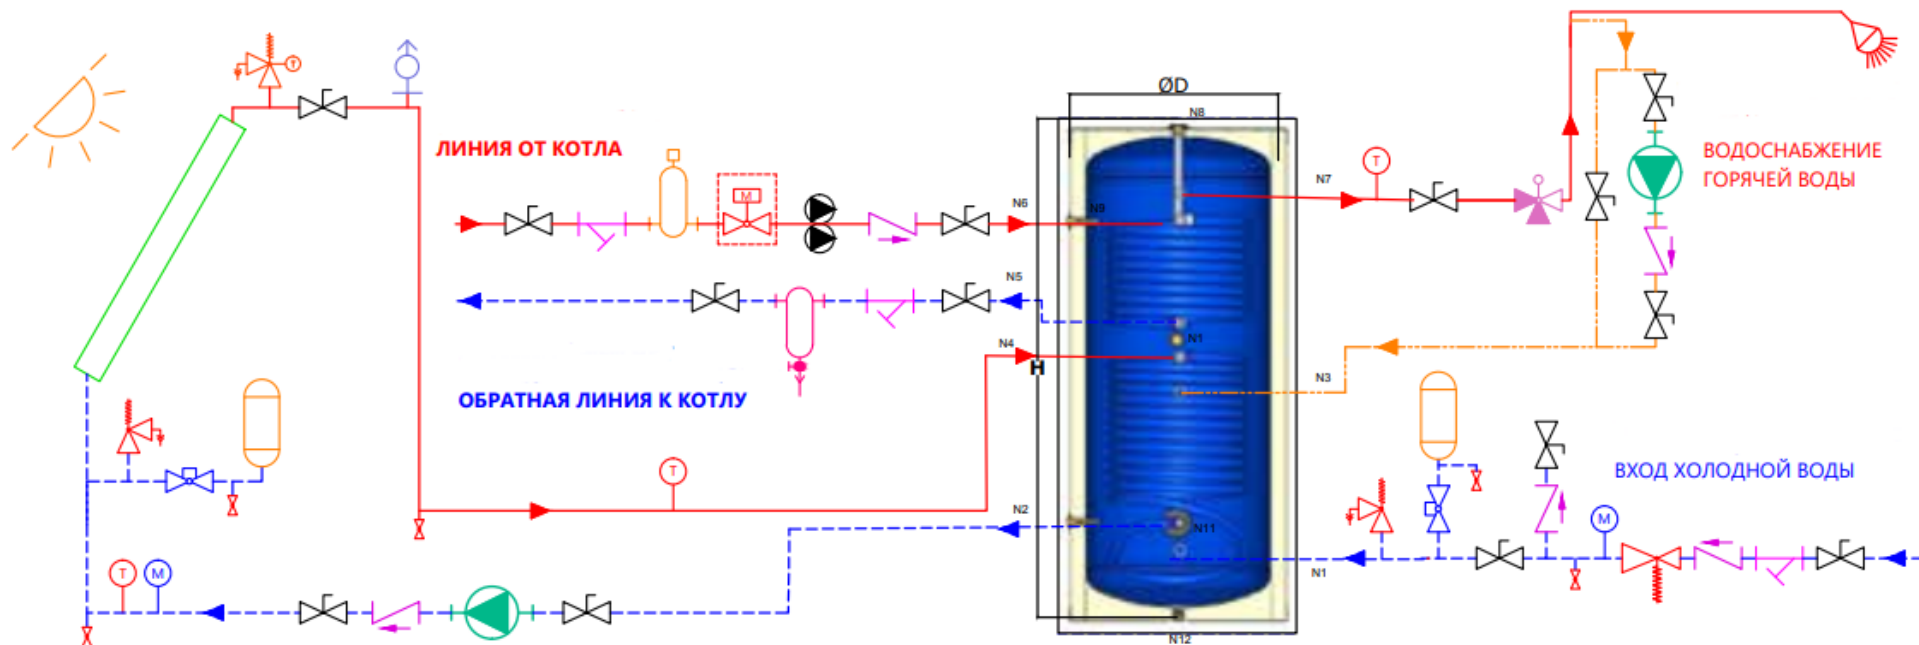 T
ØD
N8
ЛИНИЯ ОТ КОТЛА
ВОДОСНАБЖЕНИЕ
ГОРЯЧЕЙ ВОДЫ
T
N7
M
N6
N9
N5
N1
N4
H
N3
ОБРАТНАЯ ЛИНИЯ К КОТЛУ
T
ВХОД ХОЛОДНОЙ ВОДЫ
N2
N11
M
T
M
N1
N12